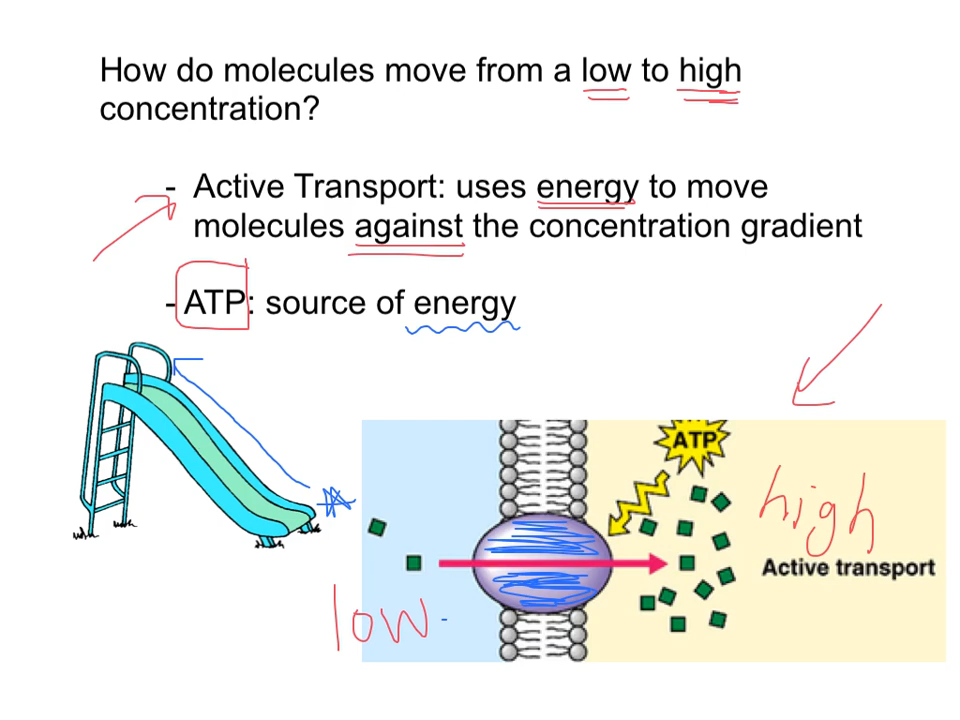 How do molecules move from a low to high
concentration?
- Active Transport: uses energy to move
molecules against the concentration gradient
- ATP: source of energy
ATP
high
Active transport
low